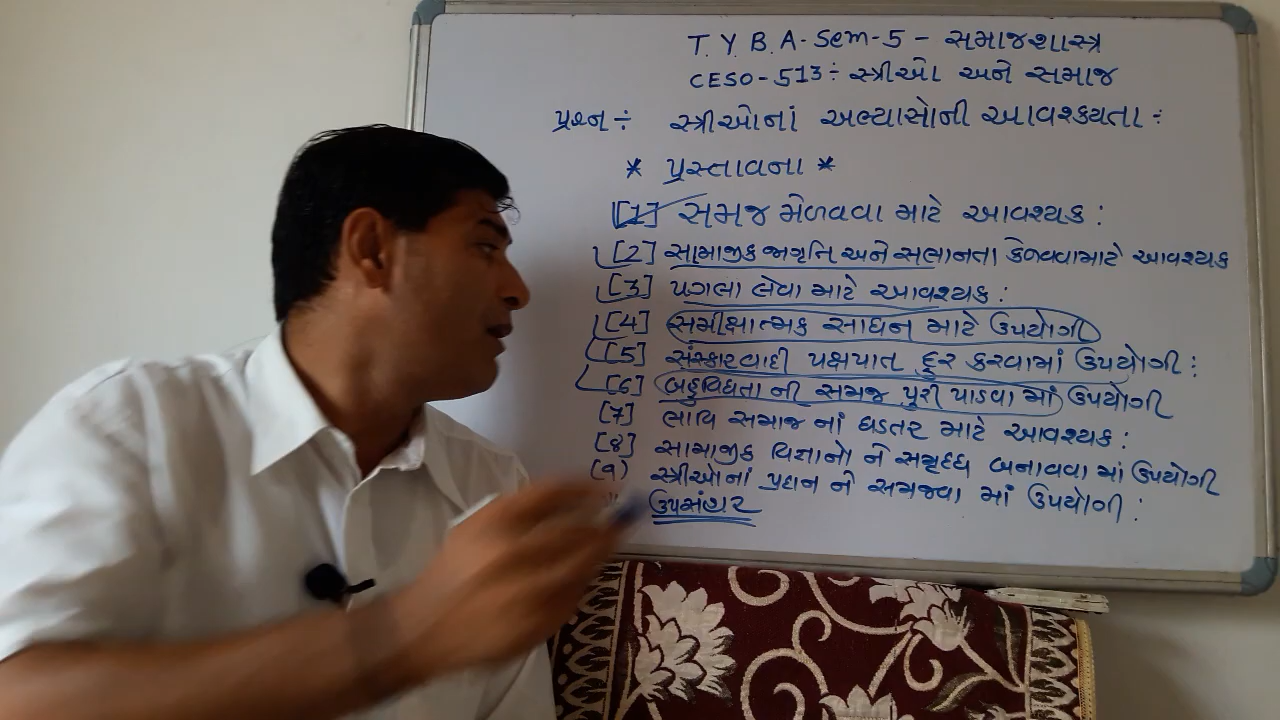 T.Y.B.A-Sem-5 - સમાજશાસ્ત્ર
CESO-513 ÷ સ્ત્રીઓ અને સમાજ
પ્રશ્ન ÷ સ્ત્રીઓનાં અભ્યાસોની આવશ્કયતા ÷
* પ્રસ્તાવના *
[1] સમજ મેળવવા માટે આવશ્યક :
[2] સામાજીક જાગૃતિ અને સભાનતા કેળવવા માટે આવશ્યક
[3] પગલા લેવા માટે આવશ્યક :
[4] સમીક્ષાત્મક સાધન માટે ઉપયોગી
[5] સંસ્કારવાદી પક્ષપાત દૂર કરવામાં ઉપયોગી :
[6] બહુવિધતા ની સમજ પુરી પાડવા માં ઉપયોગી
[7] ભાવિ સમાજ નાં ઘડતર માટે આવશ્યક :
[8] સામાજીક વિજ્ઞાનો ને સમૃધ્ધ બનાવવા માં ઉપયોગી
(9) સ્ત્રીઓનાં પ્રદાન ને સમજવા માં ઉપયોગી :
ઉપસંહાર